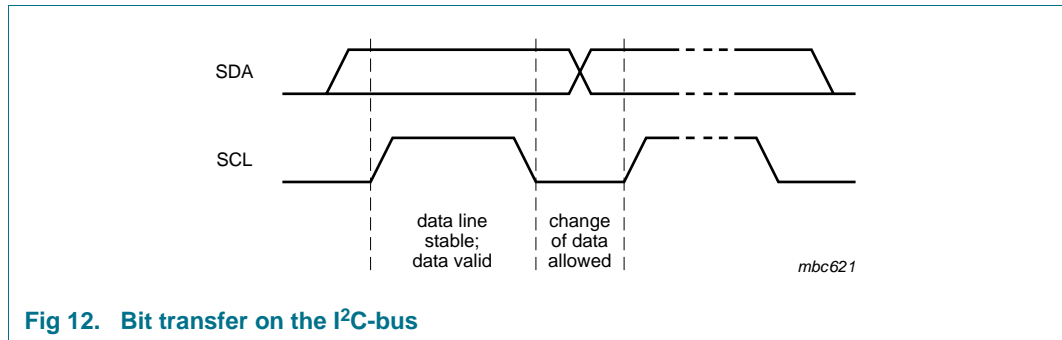 SDA
SCL
data line
stable;
data valid
change
of data
allowed
mbc621
Fig 12. Bit transfer on the I²C-bus